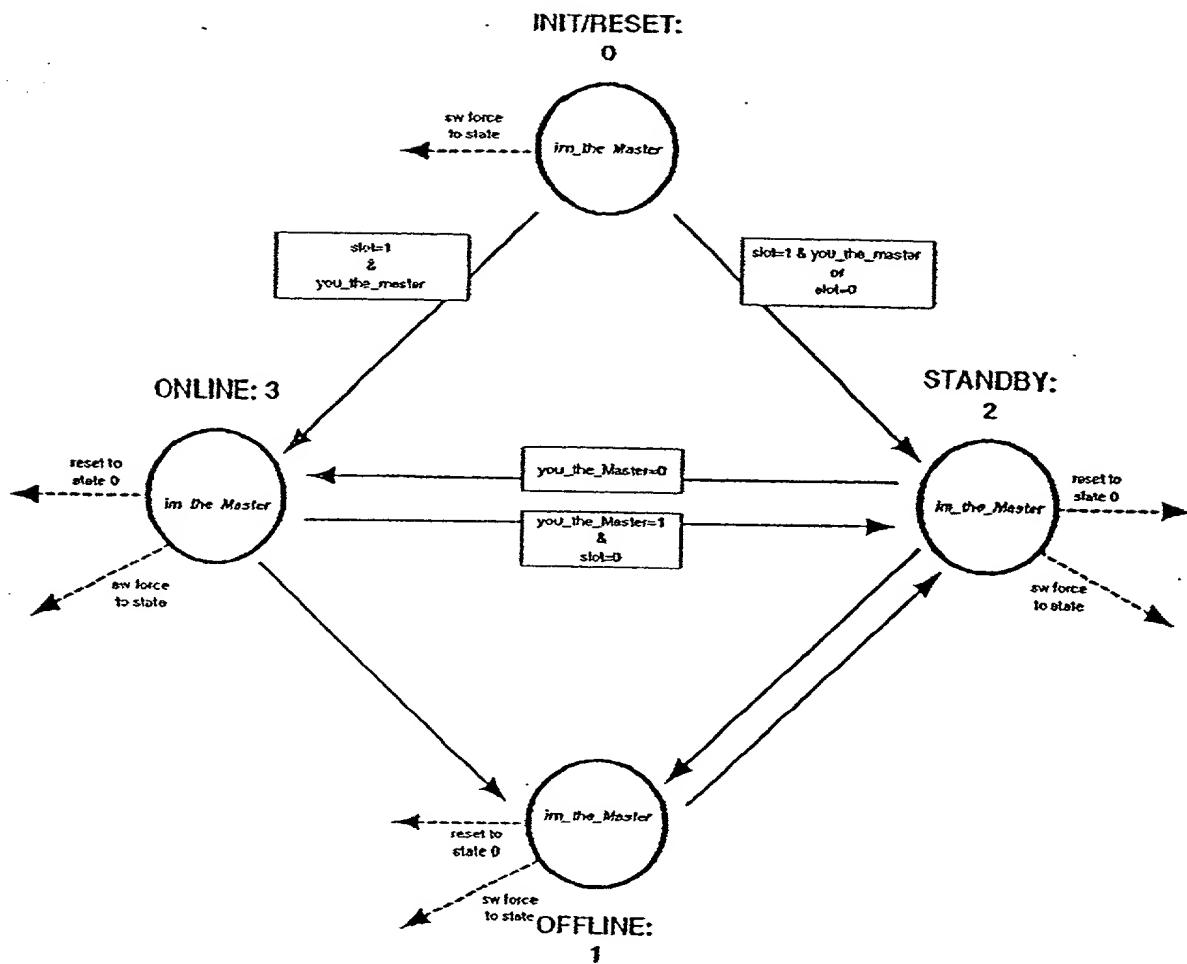 INIT/RESET:
0
sw force
to state
im_the Master
slot=1
&
you_the_master
slot=1 & you_the_master
or
slot=0
ONLINE: 3
STANDBY:
2
reset to
state 0
im the Master
you_the_Master=0
you_the_Master=1
&
slot=0
im_the_Master
reset to
state 0
sw force
to state
sw force
to state
im_the_Master
reset to
state 0
sw force
to state
OFFLINE:
1